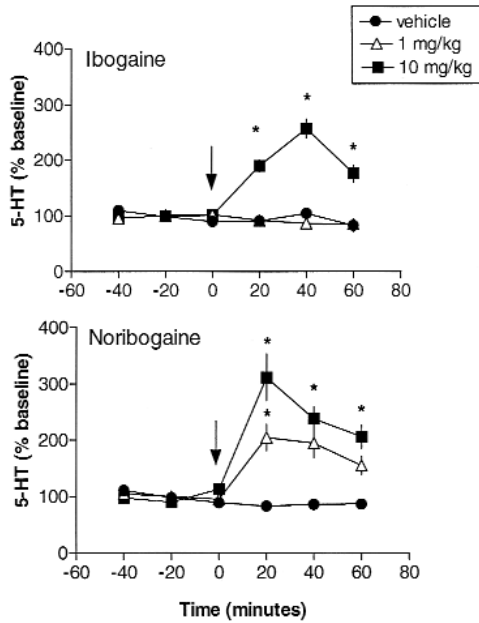 vehicle
1 mg/kg
10 mg/kg
Ibogaine
5-HT (% baseline)
400
300
200
100
0
-60 -40 -20 0 20 40 60 80
* * *
Noribogaine
5-HT (% baseline)
400
300
200
100
0
-60 -40 -20 0 20 40 60 80
* * * *
Time (minutes)